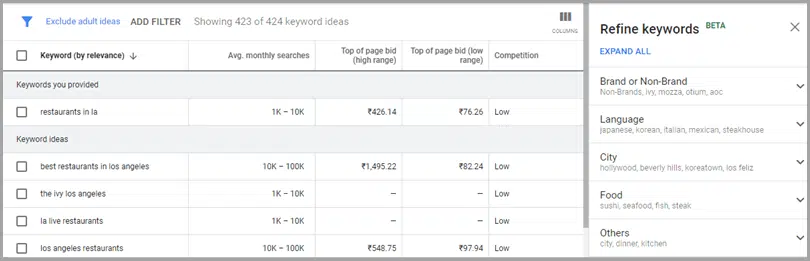 Exclude adult ideas ADD FILTER Showing 423 of 424 keyword ideas COLUMNS
Keyword (by relevance) Avg. monthly searches Top of page bid (high range) Top of page bid (low range) Competition
Keywords you provided
restaurants in la 1K – 10K ₹426.14 ₹76.26 Low
Keyword ideas
best restaurants in los angeles 10K – 100K ₹1,495.22 ₹82.24 Low
the ivy los angeles 1K – 10K – – Low
la live restaurants 1K – 10K – – Low
los angeles restaurants 10K – 100K ₹548.75 ₹97.94 Low
Refine keywords BETA
EXPAND ALL
Brand or Non-Brand
Non-Brands, ivy, mozza, otium, aoc
Language
japanese, korean, italian, mexican, steakhouse
City
hollywood, beverly hills, koreatown, los feliz
Food
sushi, seafood, fish, steak
Others
city, dinner, kitchen